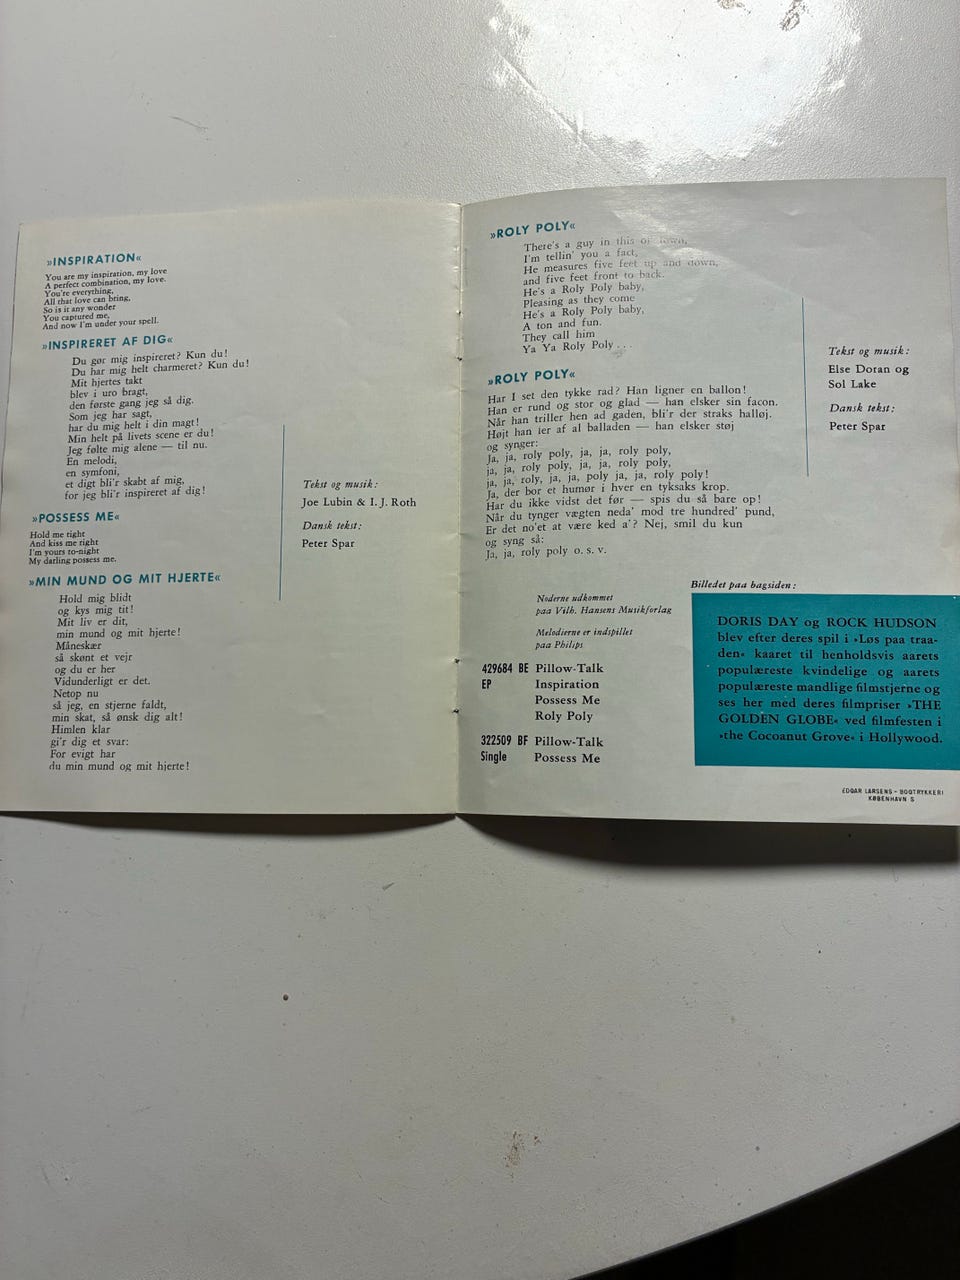 »INSPIRATION«
You are my inspiration, my love
A perfect combination, my love.
You're everything,
All that love can bring,
So is it any wonder
You captured me,
And now I'm under your spell.
»INSPIRERET AF DIG«
Du gør mig inspireret? Kun du!
Du har mig helt charmeret? Kun du!
Mit hjertes takt
blev i uro bragt,
den første gang jeg så dig.
Som jeg har sagt,
har du mig helt i din magt!
Min helt på livets scene er du!
Jeg følte mig alene — til nu.
En melodi,
en symfoni,
et digt bli'r skabt af mig,
for jeg bli'r inspireret af dig!
»POSSESS ME«
Hold me tight
And kiss me right
I'm yours to-night
My darling possess me.
»MIN MUND OG MIT HJERTE«
Hold mig blidt
og kys mig tit!
Mit liv er dit,
min mund og mit hjerte!
Måneskær
så skønt et vejr
og du er her
Vidunderligt er det.
Netop nu
så jeg, en stjerne faldt,
min skat, så ønsk dig alt!
Himlen klar
gi'r dig et svar:
For evigt har
du min mund og mit hjerte!
Tekst og musik:
Joe Lubin & I. J. Roth
Dansk tekst:
Peter Spar
»ROLY POLY«
There's a guy in this ol' town,
I'm tellin' you a fact,
He measures five feet up and down,
and five feet front to back.
He's a Roly Poly baby,
Pleasing as they come
He's a Roly Poly baby,
A ton and fun.
They call him
Ya Ya Roly Poly . . .
»ROLY POLY«
Har I set den tykke rad? Han ligner en ballon!
Han er rund og stor og glad — han elsker sin facon.
Når han triller hen ad gaden, bli'r der straks halløj.
Højt han ler af al balladen — han elsker støj
og synger:
Ja, ja, roly poly, ja, ja, roly poly,
ja, ja, roly poly, ja, ja, roly poly,
ja, ja, roly, ja, ja, poly ja, ja, roly poly!
Ja, der bor et humør i hver en tyksaks krop.
Har du ikke vidst det før — spis du så bare op!
Når du tynger vægten neda' mod tre hundred' pund,
Er det no'et at være ked a'? Nej, smil du kun
og syng så:
Ja, ja, roly poly o. s. v.
Tekst og musik:
Else Doran og
Sol Lake
Dansk tekst:
Peter Spar
Noderne udkommet
paa Vilh. Hansens Musikforlag
Melodierne er indspillet
paa Philips
429684 BE Pillow-Talk
EP Inspiration
Possess Me
Roly Poly
322509 BF Pillow-Talk
Single Possess Me
Billedet paa bagsiden:
DORIS DAY og ROCK HUDSON
blev efter deres spil i »Løs paa traa-
den« kaaret til henholdsvis aarets
populæreste kvindelige og aarets
populæreste mandlige filmstjerne og
ses her med deres filmpriser »THE
GOLDEN GLOBE« ved filmfesten i
»the Cocoanut Grove« i Hollywood.
EDGAR LARSENS - BOGTRYKKERI
KØBENHAVN S